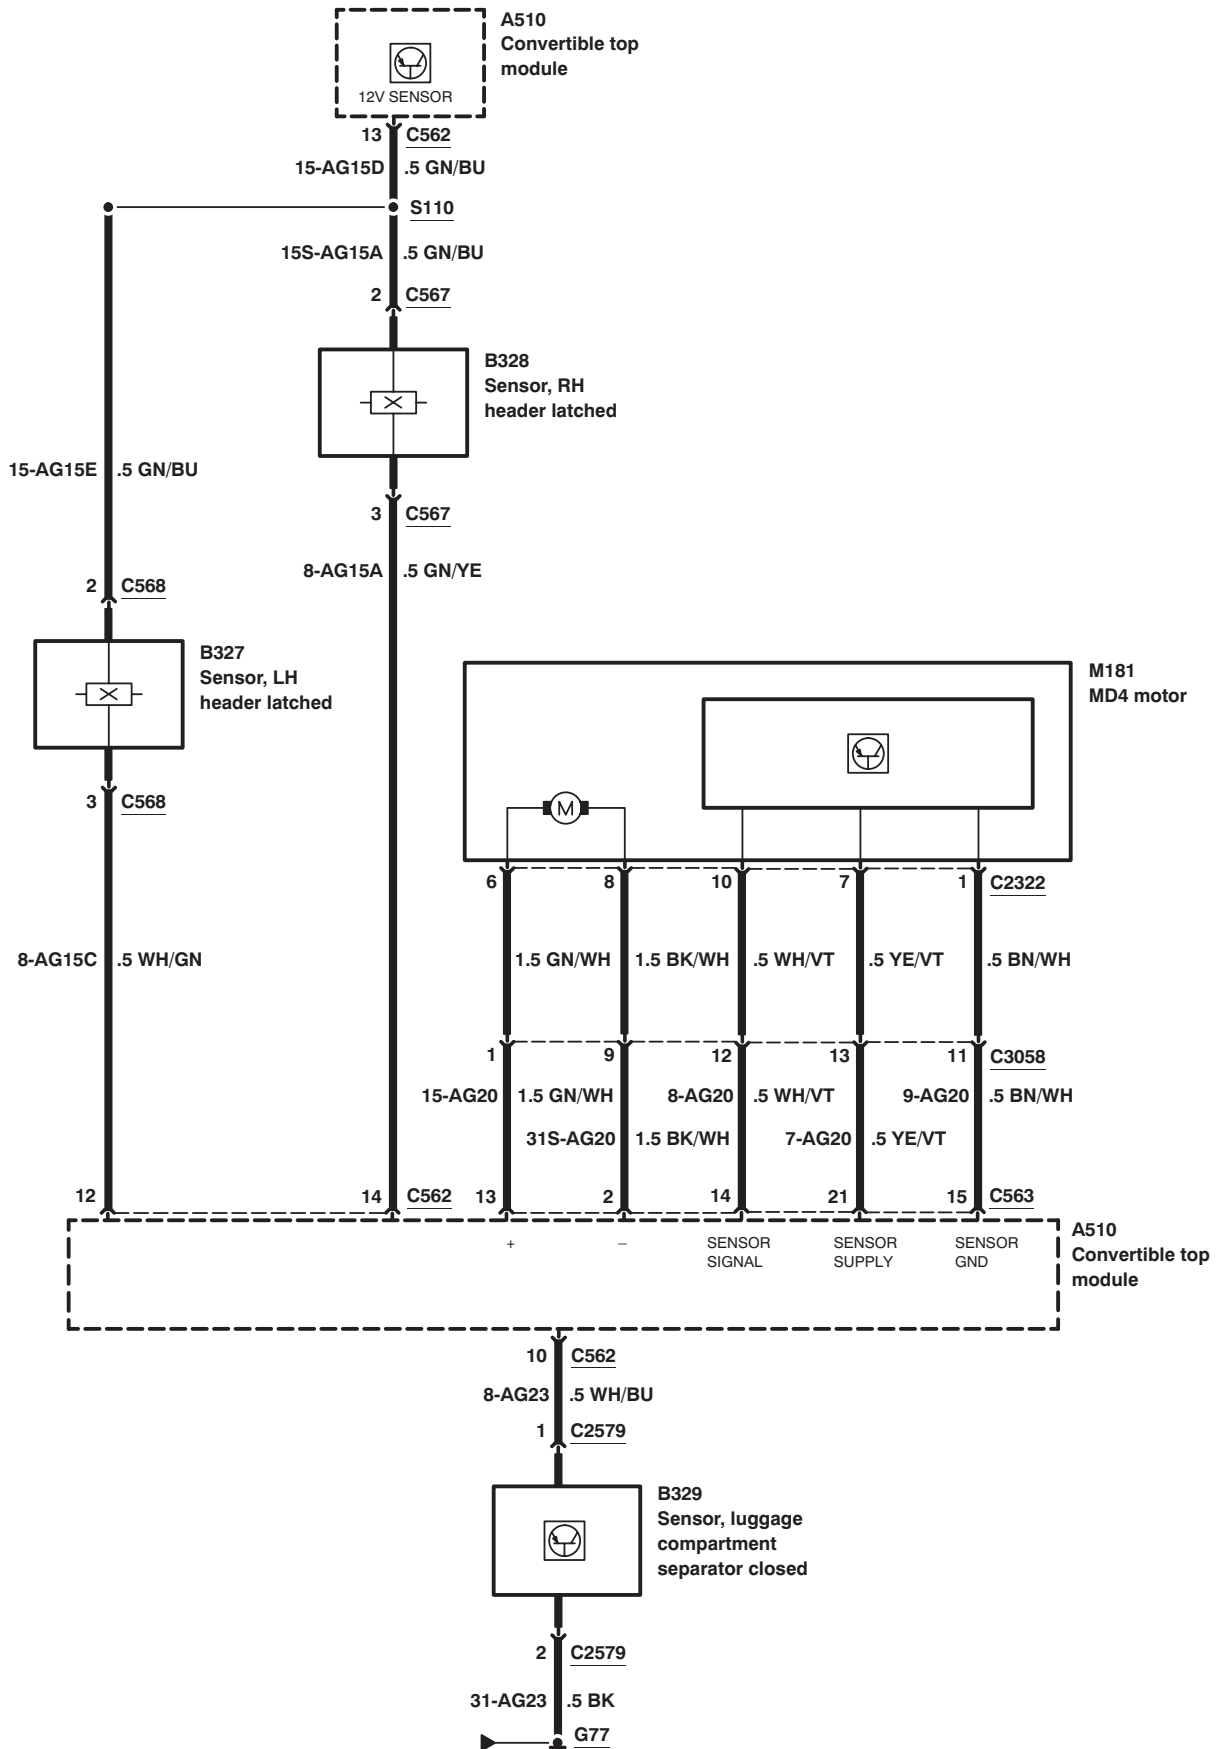 A510
Convertible top
module
12V SENSOR
13 C562
15-AG15D .5 GN/BU
S110
15S-AG15A .5 GN/BU
2 C567
B328
Sensor, RH
header latched
15-AG15E .5 GN/BU
3 C567
8-AG15A .5 GN/YE
2 C568
B327
Sensor, LH
header latched
M181
MD4 motor
M
3 C568
6 8 10 7 1 C2322
8-AG15C .5 WH/GN
1.5 GN/WH 1.5 BK/WH .5 WH/VT .5 YE/VT .5 BN/WH
1 9 12 13 11 C3058
15-AG20 1.5 GN/WH 8-AG20 .5 WH/VT 9-AG20 .5 BN/WH
31S-AG20 1.5 BK/WH 7-AG20 .5 YE/VT
12 14 C562 13 2 14 21 15 C563
+ – SENSOR SENSOR SENSOR
SIGNAL SUPPLY GND
A510
Convertible top
module
10 C562
8-AG23 .5 WH/BU
1 C2579
B329
Sensor, luggage
compartment
separator closed
2 C2579
31-AG23 .5 BK
G77